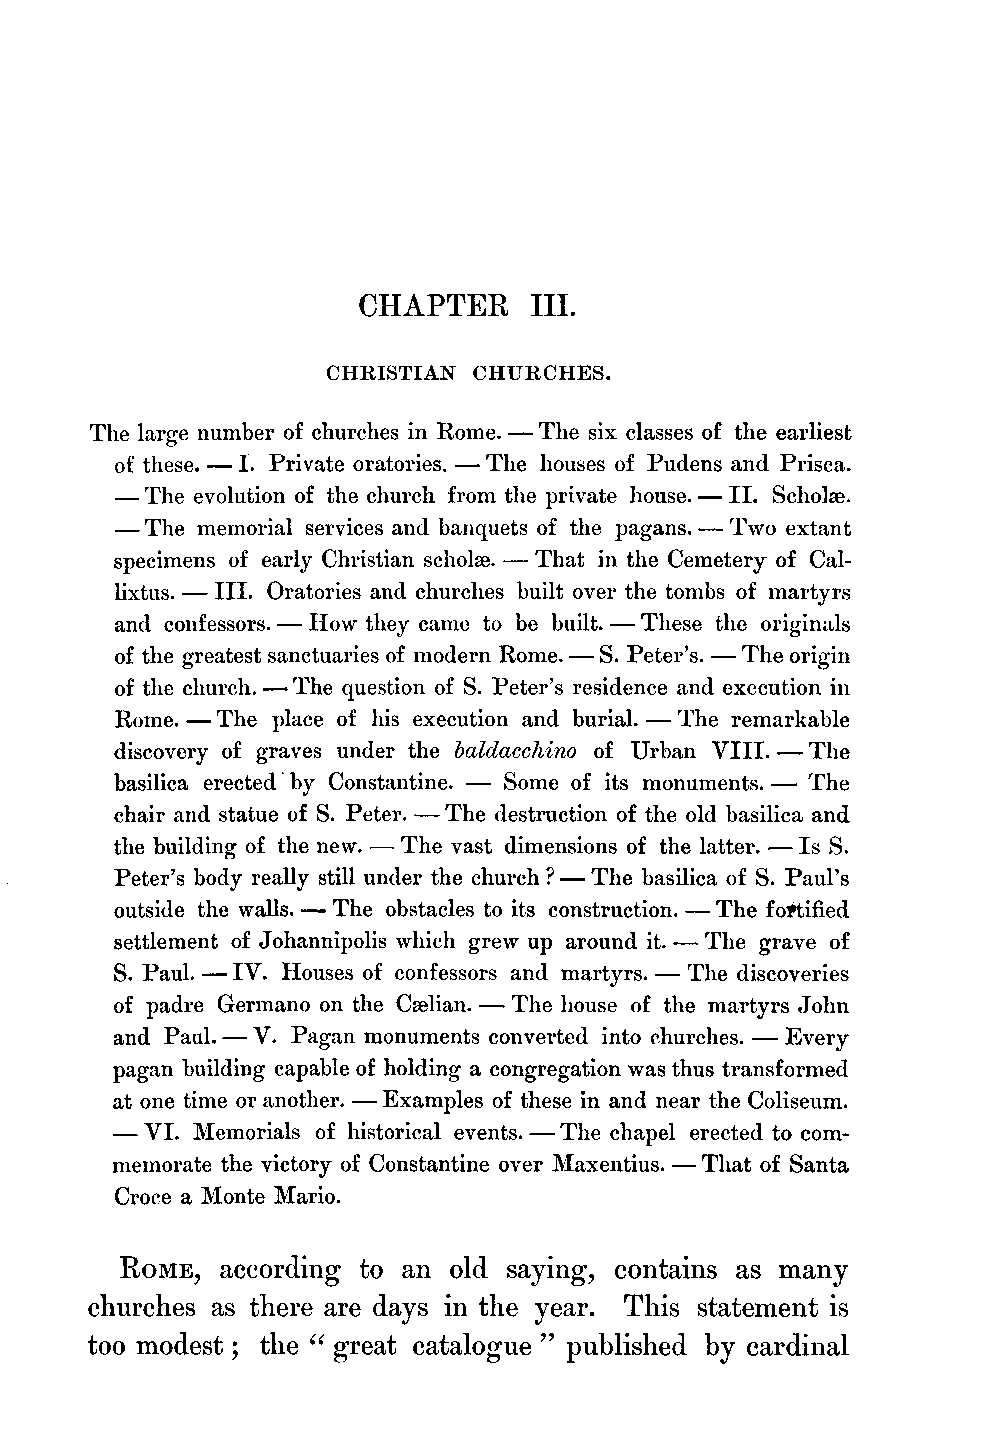 CHAPTER III.
CHRISTIAN CHURCHES.
The large number of churches in Rome. — The six classes of the earliest
of these. — I. Private oratories. — The houses of Pudens and Prisca.
— The evolution of the church from the private house. — II. Scholæ.
— The memorial services and banquets of the pagans. — Two extant
specimens of early Christian scholæ. — That in the Cemetery of Cal-
lixtus. — III. Oratories and churches built over the tombs of martyrs
and confessors. — How they came to be built. — These the originals
of the greatest sanctuaries of modern Rome. — S. Peter's. — The origin
of the church. — The question of S. Peter's residence and execution in
Rome. — The place of his execution and burial. — The remarkable
discovery of graves under the baldacchino of Urban VIII. — The
basilica erected by Constantine. — Some of its monuments. — The
chair and statue of S. Peter. — The destruction of the old basilica and
the building of the new. — The vast dimensions of the latter. — Is S.
Peter's body really still under the church ? — The basilica of S. Paul's
outside the walls. — The obstacles to its construction. — The fortified
settlement of Johannipolis which grew up around it. — The grave of
S. Paul. — IV. Houses of confessors and martyrs. — The discoveries
of padre Germano on the Cælian. — The house of the martyrs John
and Paul. — V. Pagan monuments converted into churches. — Every
pagan building capable of holding a congregation was thus transformed
at one time or another. — Examples of these in and near the Coliseum.
— VI. Memorials of historical events. — The chapel erected to com-
memorate the victory of Constantine over Maxentius. — That of Santa
Croce a Monte Mario.
ROME, according to an old saying, contains as many
churches as there are days in the year. This statement is
too modest ; the " great catalogue " published by cardinal